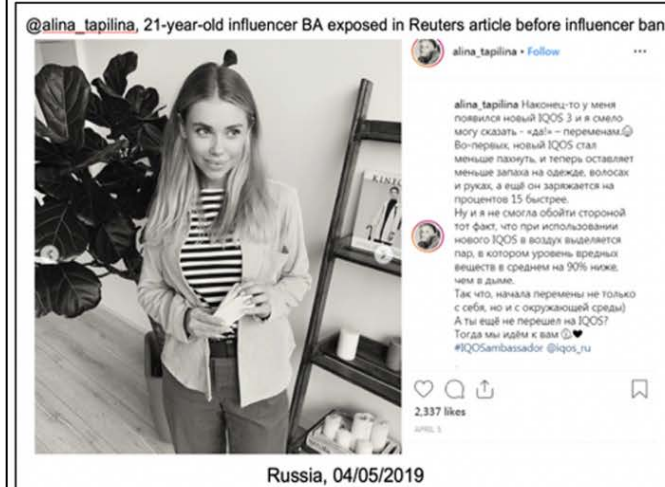 @alina_tapilina, 21-year-old influencer BA exposed in Reuters article before influencer ban
alina_tapilina • Follow
KINFO
alina_tapilina Наконец-то у меня
появился новый IQOS 3 и я смело
могу сказать - «да!» – переменам.
Во-первых, новый IQOS стал
меньше пахнуть, и теперь оставляет
меньше запаха на одежде, волосах
и руках, а ещё он заряжается на
процентов 15 быстрее.
Ну и я не смогла обойти стороной
тот факт, что при использовании
нового IQOS в воздух выделяется
пар, в котором уровень вредных
веществ в среднем на 90% ниже,
чем в дыме.
Так что, начала перемены не только
с себя, но и с окружающей среды)
А ты ещё не перешел на IQOS?
Тогда мы идём к вам
#IQOSambassador @iqos_ru
2,337 likes
APRIL 5
Russia, 04/05/2019